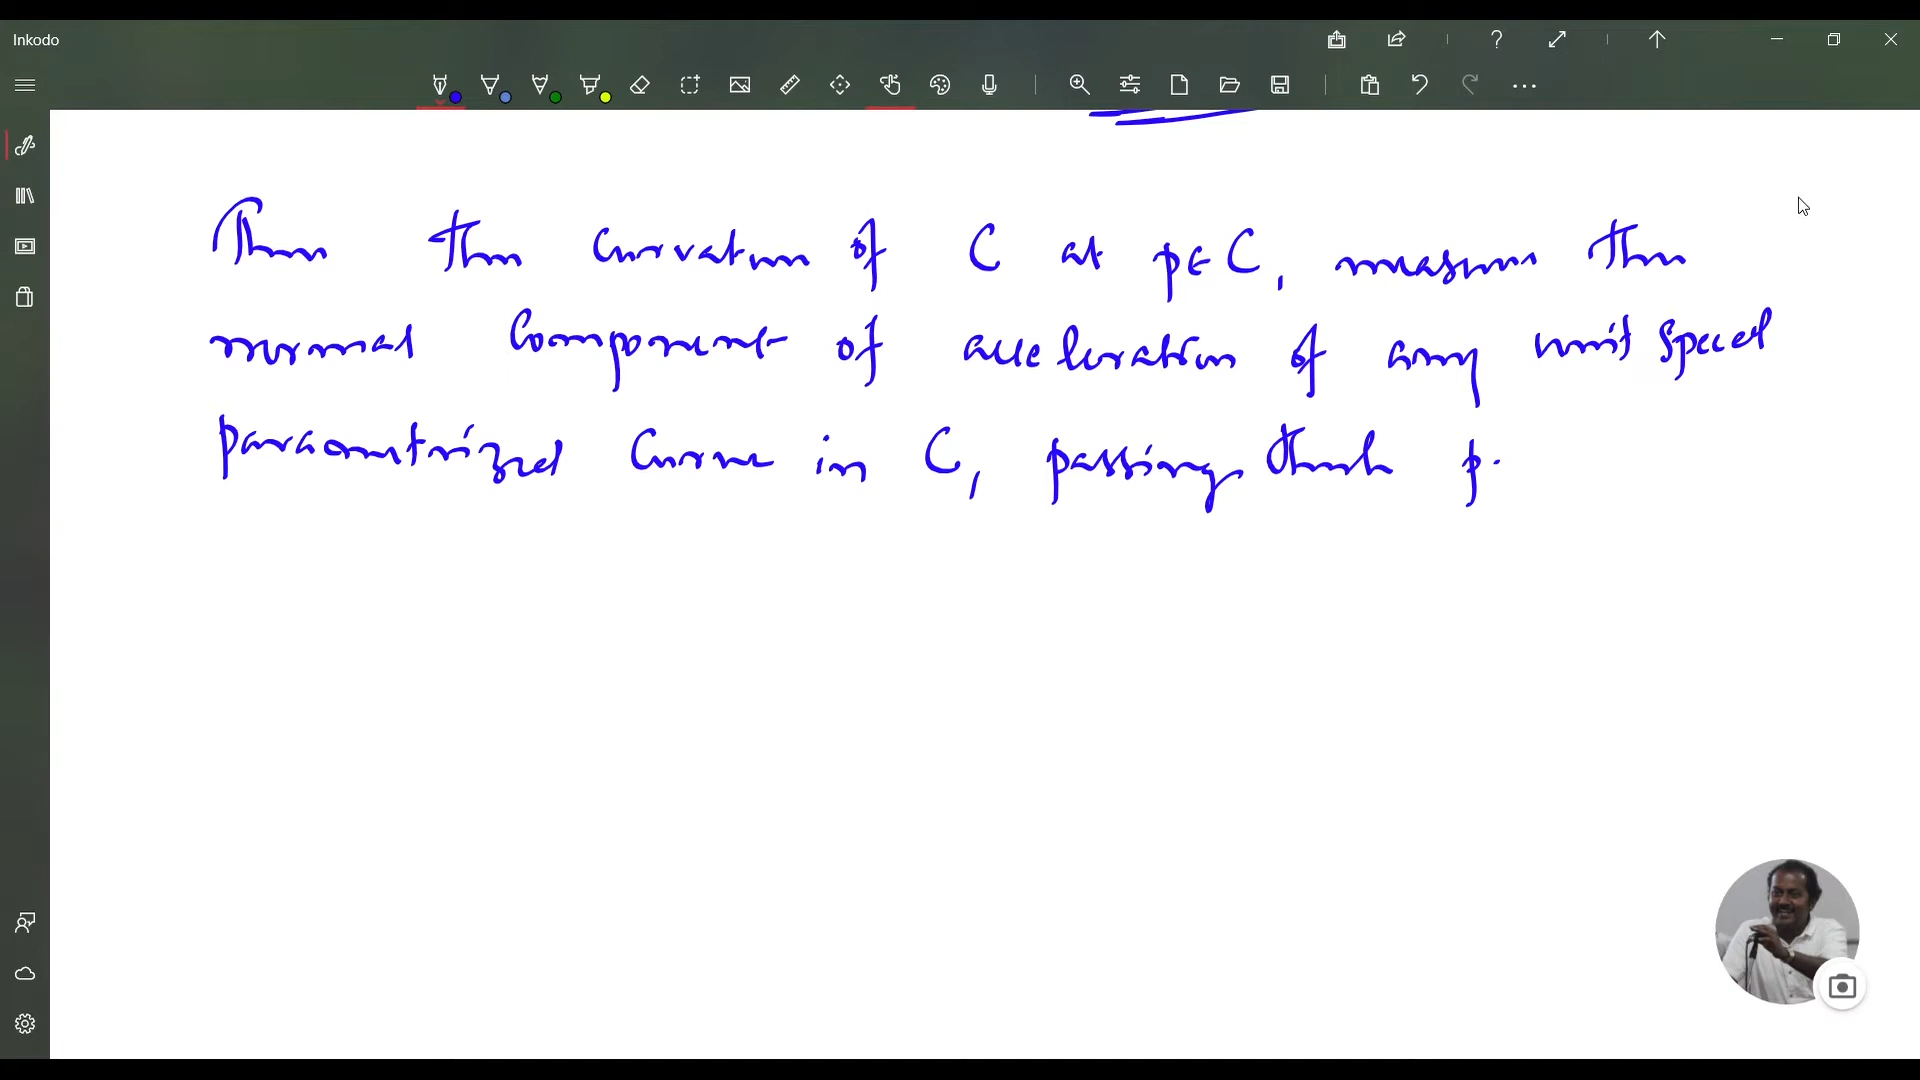 Inkodo
Then the curvature of C at p∈C, measures the
normal component of acceleration of any unit speed
parametrized curve in C, passing through p.